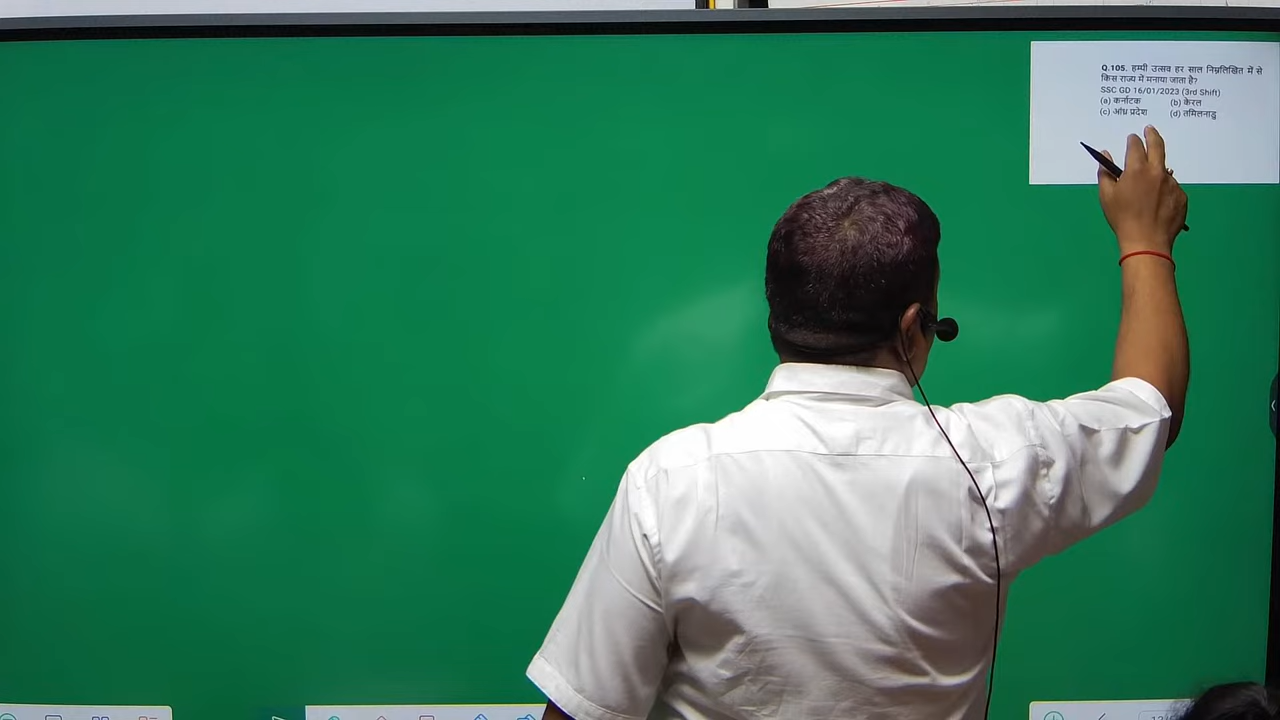 Q.105. हम्पी उत्सव हर साल निम्नलिखित में से
किस राज्य में मनाया जाता है?
SSC GD 16/01/2023 (3rd Shift)
(a) कर्नाटक (b) केरल
(c) आंध्र प्रदेश (d) तमिलनाडु